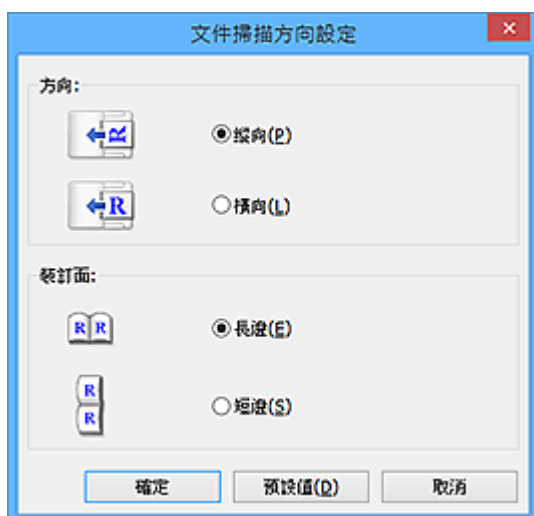 文件掃描方向設定
方向:
縱向(P)
橫向(L)
裝訂面:
長邊(E)
短邊(S)
確定
預設值(D)
取消